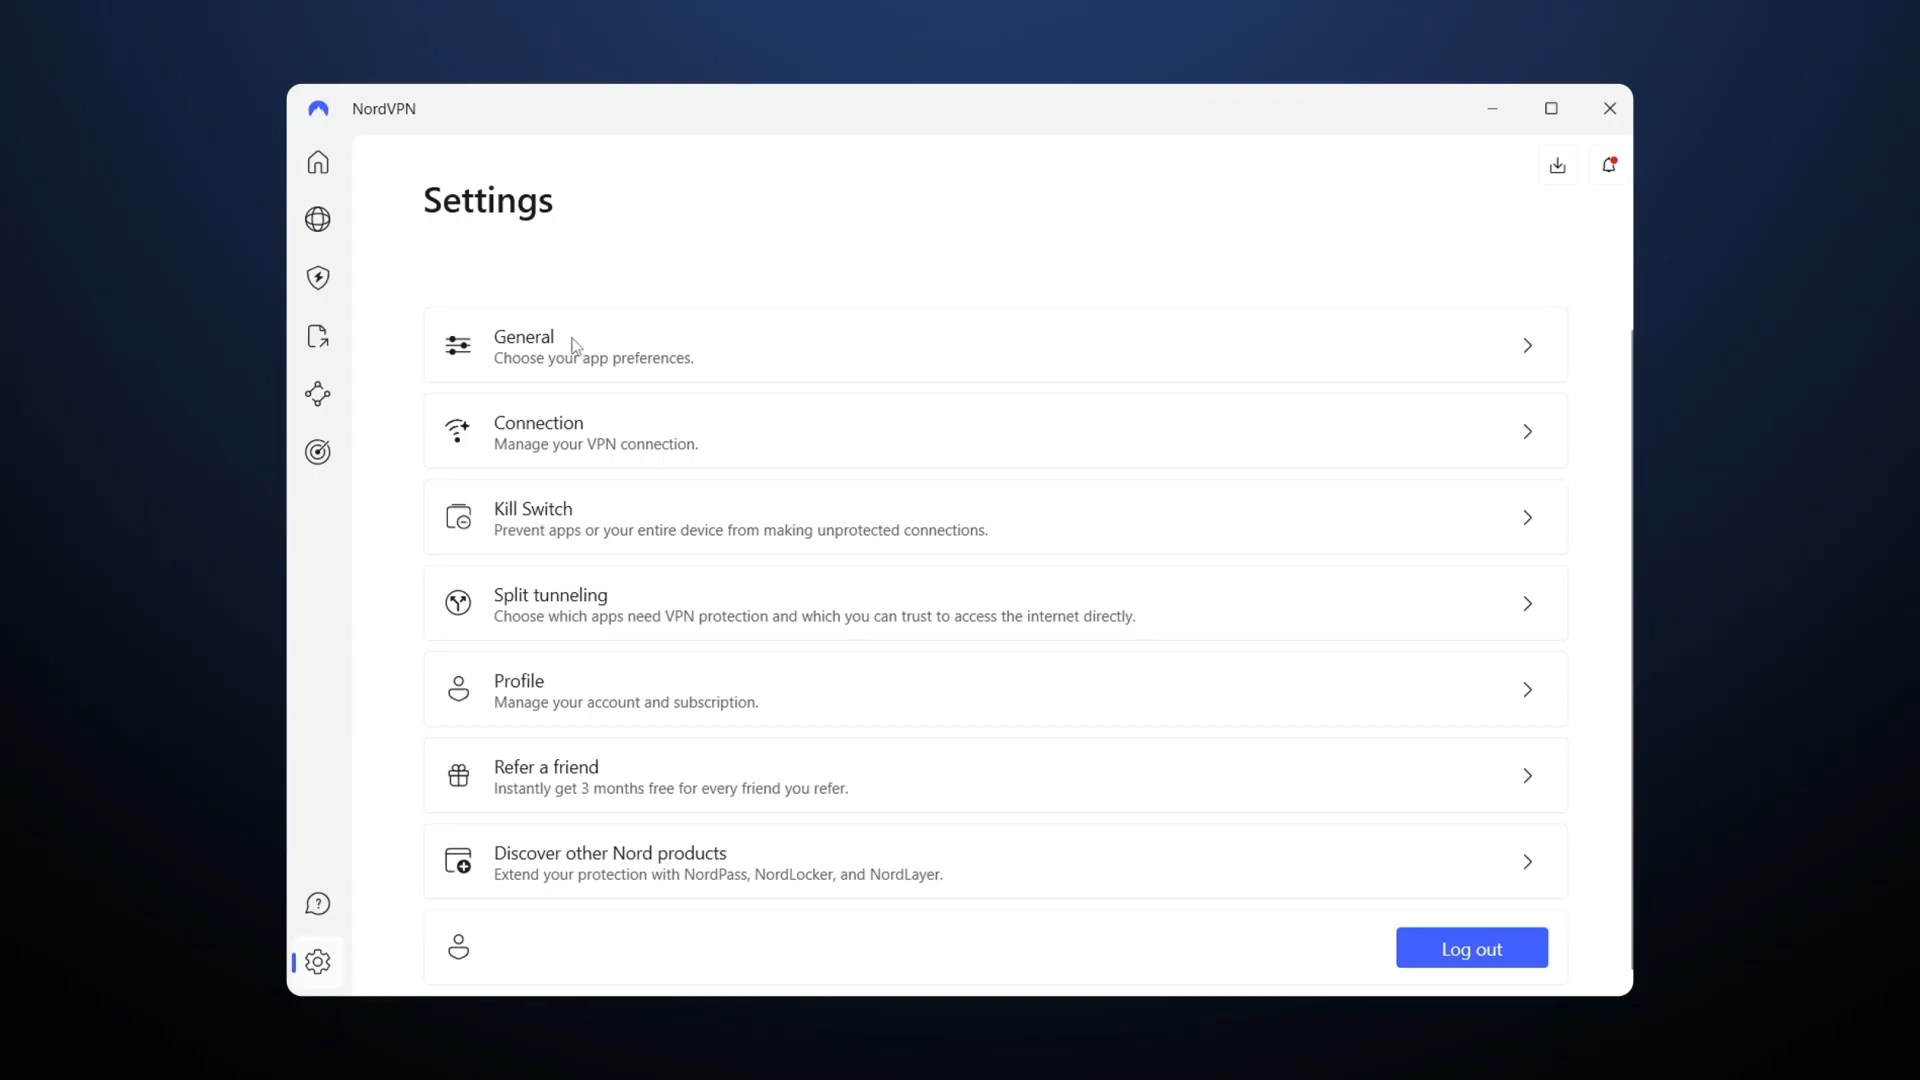 NordVPN
Settings
General
Choose your app preferences.
Connection
Manage your VPN connection.
Kill Switch
Prevent apps or your entire device from making unprotected connections.
Split tunneling
Choose which apps need VPN protection and which you can trust to access the internet directly.
Profile
Manage your account and subscription.
Refer a friend
Instantly get 3 months free for every friend you refer.
Discover other Nord products
Extend your protection with NordPass, NordLocker, and NordLayer.
Log out